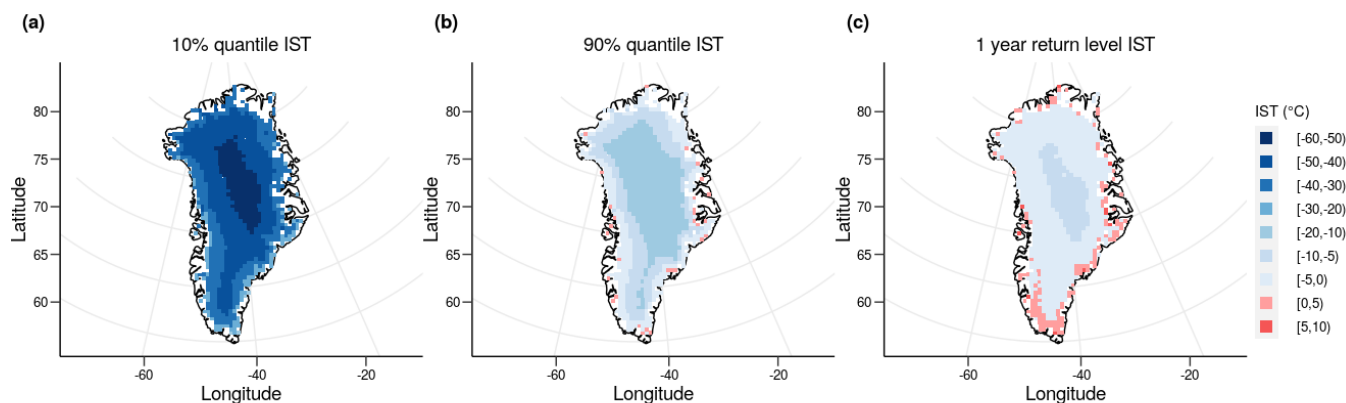 (a)
10% quantile IST
80
75
70
65
60
Latitude
-60
-40
-20
Longitude
(b)
90% quantile IST
80
75
70
65
60
Latitude
-60
-40
-20
Longitude
(c)
1 year return level IST
80
75
70
65
60
Latitude
-60
-40
-20
Longitude
IST (°C)
[-60,-50)
[-50,-40)
[-40,-30)
[-30,-20)
[-20,-10)
[-10,-5)
[-5,0)
[0,5)
[5,10)